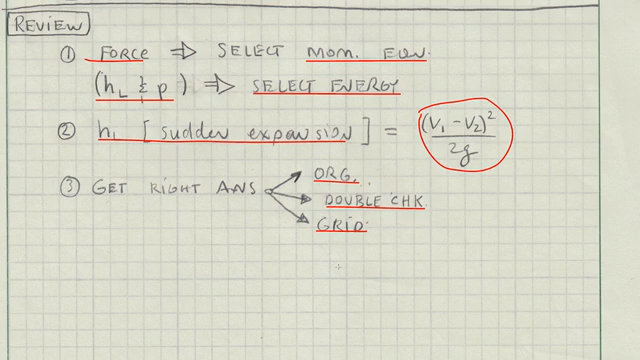 REVIEW
① FORCE ⇒ SELECT MOM. EQN.
(hL & p) ⇒ SELECT ENERGY
② hL [sudden expansion] = (V₁ - V₂)² / 2g
③ GET RIGHT ANS
ORG.
DOUBLE CHK.
GRID.